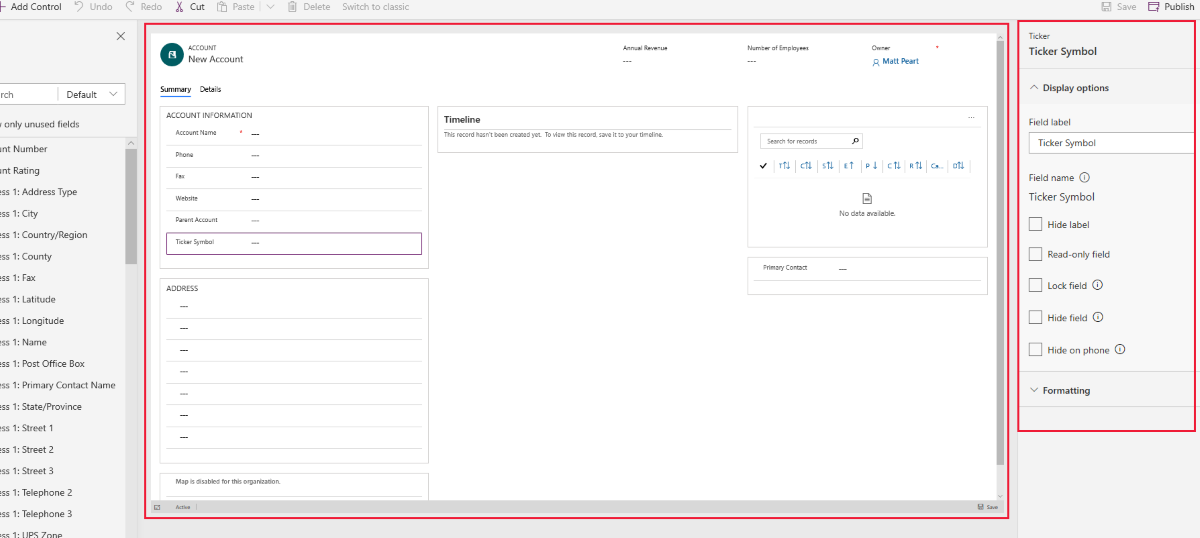 Add Control Undo Redo Cut Paste Delete Switch to classic Save Publish
rch Default
only unused fields
unt Number
unt Rating
ess 1: Address Type
ess 1: City
ess 1: Country/Region
ess 1: County
ess 1: Fax
ess 1: Latitude
ess 1: Longitude
ess 1: Name
ess 1: Post Office Box
ess 1: Primary Contact Name
ess 1: State/Province
ess 1: Street 1
ess 1: Street 2
ess 1: Street 3
ess 1: Telephone 2
ess 1: Telephone 3
ess 1: UPS Zone
ACCOUNT
New Account
Annual Revenue
---
Number of Employees
---
Owner *
Matt Peart
Summary Details
ACCOUNT INFORMATION
Account Name * ---
Phone ---
Fax ---
Website ---
Parent Account ---
Ticker Symbol ---
ADDRESS
---
---
---
---
---
---
---
Map is disabled for this organization.
Timeline
This record hasn't been created yet. To view this record, save it to your timeline.
...
Search for records
T C S E P C R Ca... D
No data available.
Primary Contact ---
Active Save
Ticker
Ticker Symbol
Display options
Field label
Ticker Symbol
Field name
Ticker Symbol
Hide label
Read-only field
Lock field
Hide field
Hide on phone
Formatting